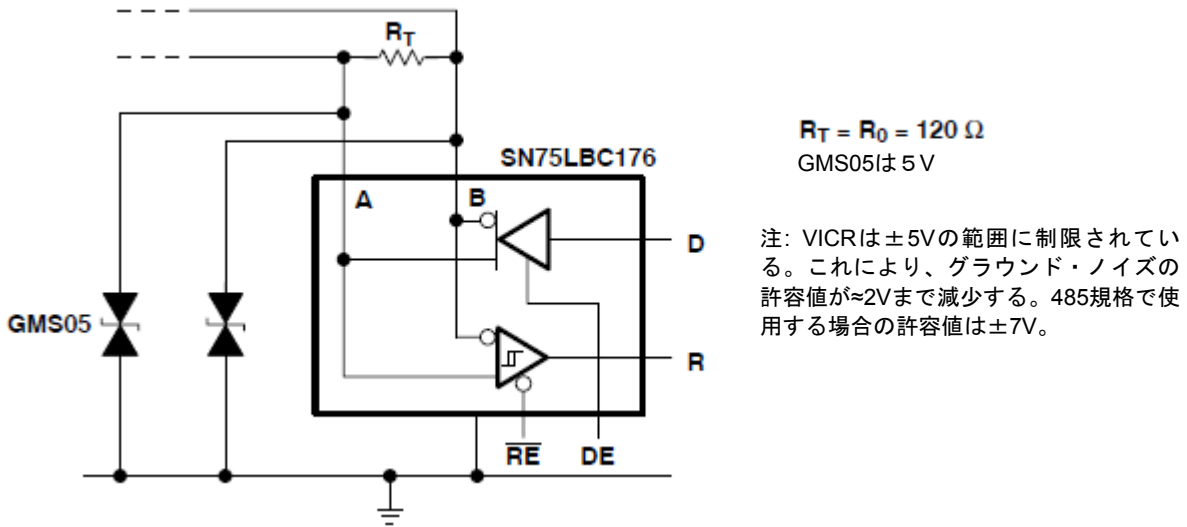 R_T
R_T = R_0 = 120 Ω
GMS05は５V
SN75LBC176
A
B
D
注: VICRは±5Vの範囲に制限されてい
る。これにより、グラウンド・ノイズの
許容値が≈2Vまで減少する。485規格で使
用する場合の許容値は±7V。
GMS05
R
RE
DE